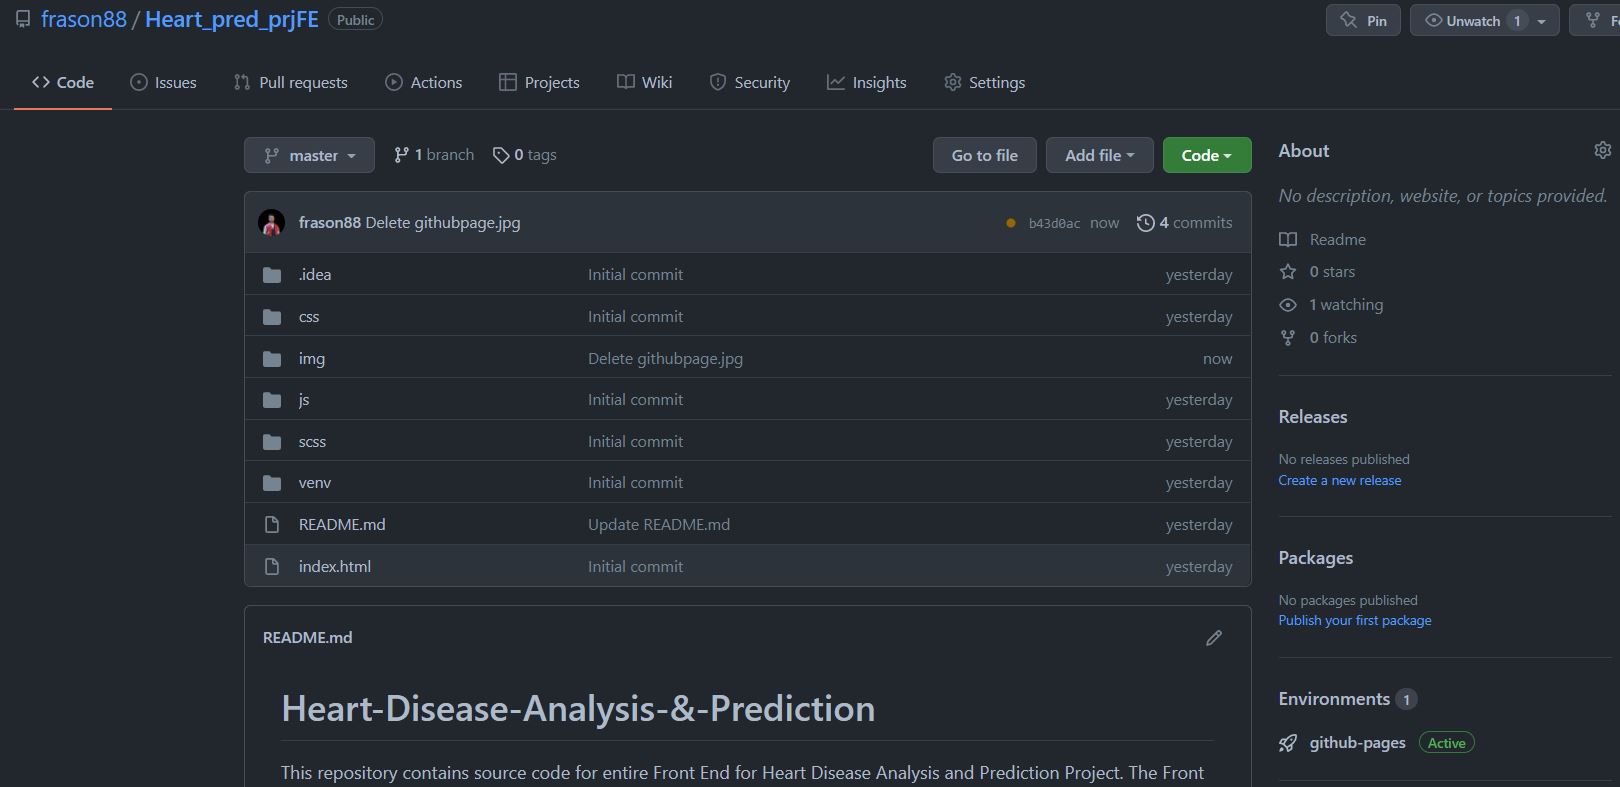 frason88 / Heart_pred_prjFE Public
Pin Unwatch 1
Code Issues Pull requests Actions Projects Wiki Security Insights Settings
master 1 branch 0 tags Go to file Add file Code
frason88 Delete githubpage.jpg b43d0ac now 4 commits
.idea Initial commit yesterday
css Initial commit yesterday
img Delete githubpage.jpg now
js Initial commit yesterday
scss Initial commit yesterday
venv Initial commit yesterday
README.md Update README.md yesterday
index.html Initial commit yesterday
README.md
Heart-Disease-Analysis-&-Prediction
This repository contains source code for entire Front End for Heart Disease Analysis and Prediction Project. The Front
About
No description, website, or topics provided.
Readme
0 stars
1 watching
0 forks
Releases
No releases published
Create a new release
Packages
No packages published
Publish your first package
Environments 1
github-pages Active